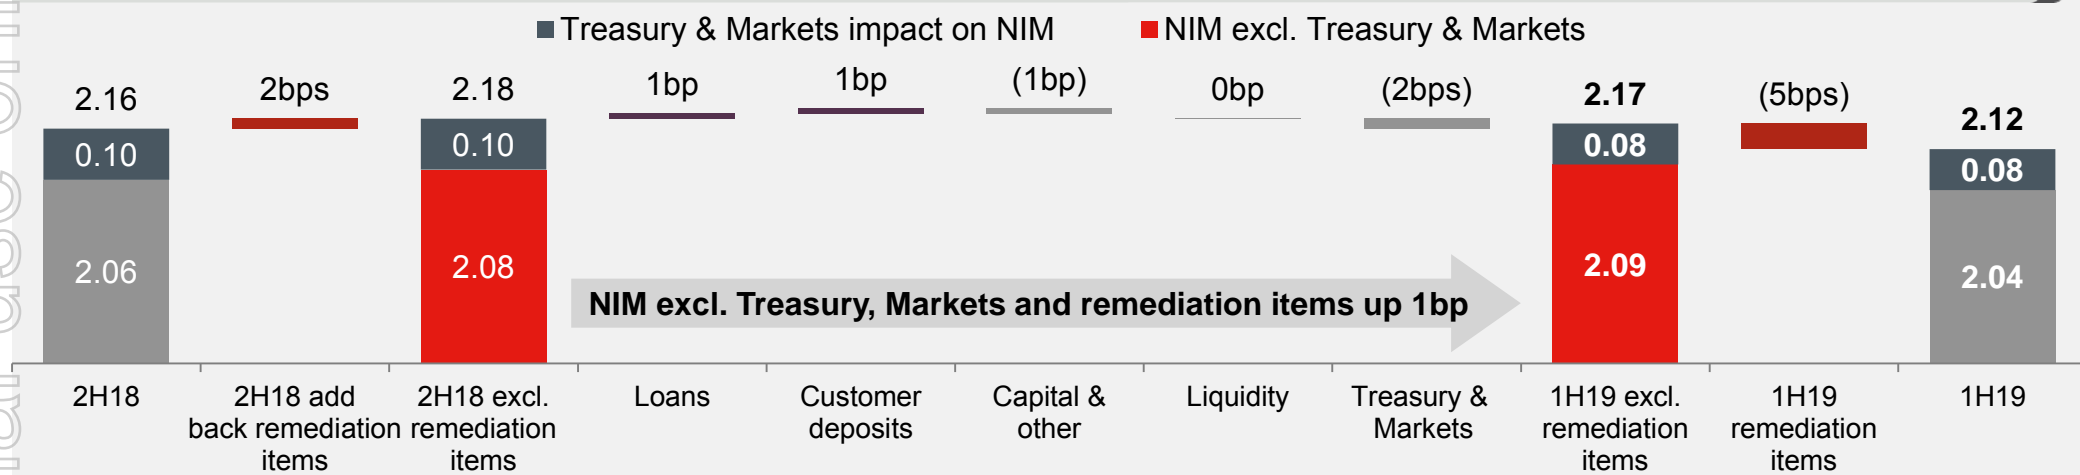 Treasury & Markets impact on NIM
NIM excl. Treasury & Markets
2.16
2bps
2.18
1bp
1bp
(1bp)
0bp
(2bps)
2.17
(5bps)
2.12
0.10
0.10
0.08
0.08
2.06
2.08
2.09
2.04
NIM excl. Treasury, Markets and remediation items up 1bp
2H18
2H18 add
back remediation
items
2H18 excl.
remediation
items
Loans
Customer
deposits
Capital &
other
Liquidity
Treasury &
Markets
1H19 excl.
remediation
items
1H19
remediation
items
1H19